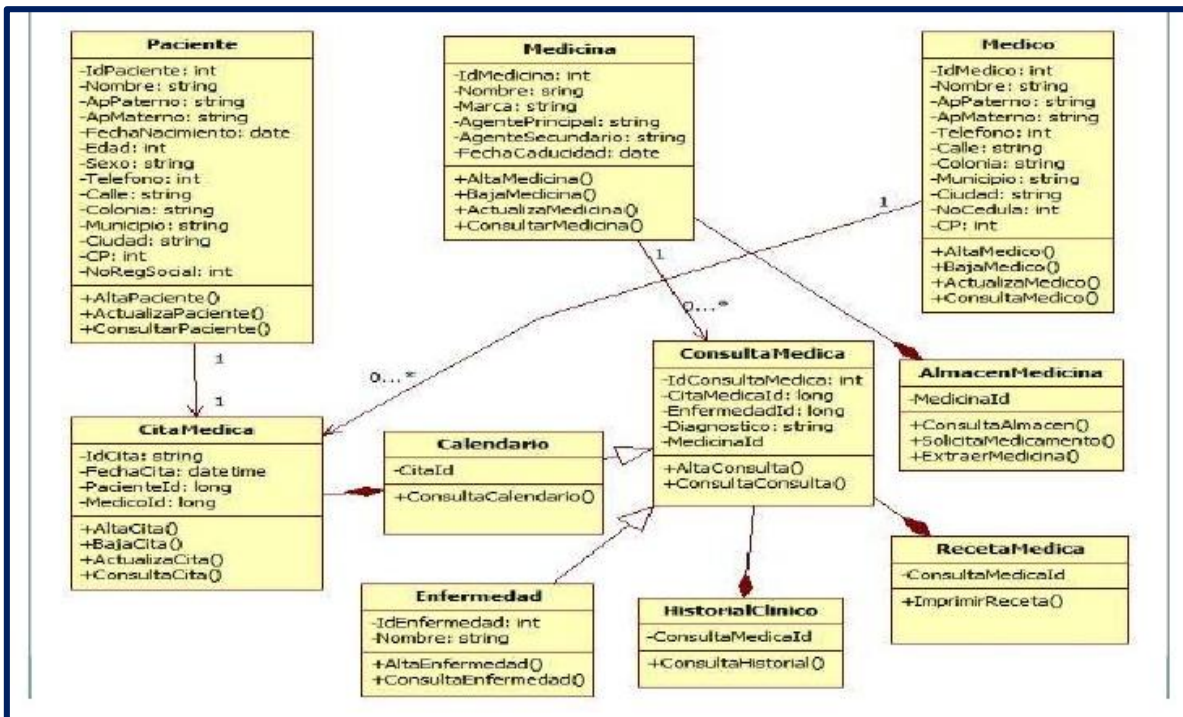 Paciente
-IdPaciente: int
-Nombre: string
-ApPaterno: string
-ApMaterno: string
-FechaNacimiento: date
-Edad: int
-Sexo: string
-Telefono: int
-Calle: string
-Colonia: string
-Municipio: string
-Ciudad: string
-CP: int
-NoRegSocial: int
+AltaPaciente()
+ActualizaPaciente()
+ConsultarPaciente()
Medicina
-IdMedicina: int
-Nombre: sring
-Marca: string
-AgentePrincipal: string
-AgenteSecundario: string
-FechaCaducidad: date
+AltaMedicina()
+BajaMedicina()
+ActualizaMedicina()
+ConsultarMedicina()
Medico
-IdMedico: int
-Nombre: string
-ApPaterno: string
-ApMaterno: string
-Telefono: int
-Calle: string
-Colonia: string
-Municipio: string
-Ciudad: string
-NoCedula: int
-CP: int
+AltaMedico()
+BajaMedico()
+ActualizaMedico()
+ConsultaMedico()
1
1
0...*
1
0...*
1
CitaMedica
-IdCita: string
-FechaCita: datetime
-PacienteId: long
-MedicoId: long
+AltaCita()
+BajaCita()
+ActualizaCita()
+ConsultaCita()
Calendario
-CitaId
+ConsultaCalendario()
ConsultaMedica
-IdConsultaMedica: int
-CitaMedicaId: long
-EnfermedadId: long
-Diagnostico: string
-MedicinaId
+AltaConsulta()
+ConsultaConsulta()
AlmacenMedicina
-MedicinaId
+ConsultaAlmacen()
+SolicitaMedicamento()
+ExtraerMedicina()
Enfermedad
-IdEnfermedad: int
-Nombre: string
+AltaEnfermedad()
+ConsultaEnfermedad()
HistorialClinico
-ConsultaMedicaId
+ConsultaHistorial()
RecetaMedica
-ConsultaMedicaId
+ImprimirReceta()